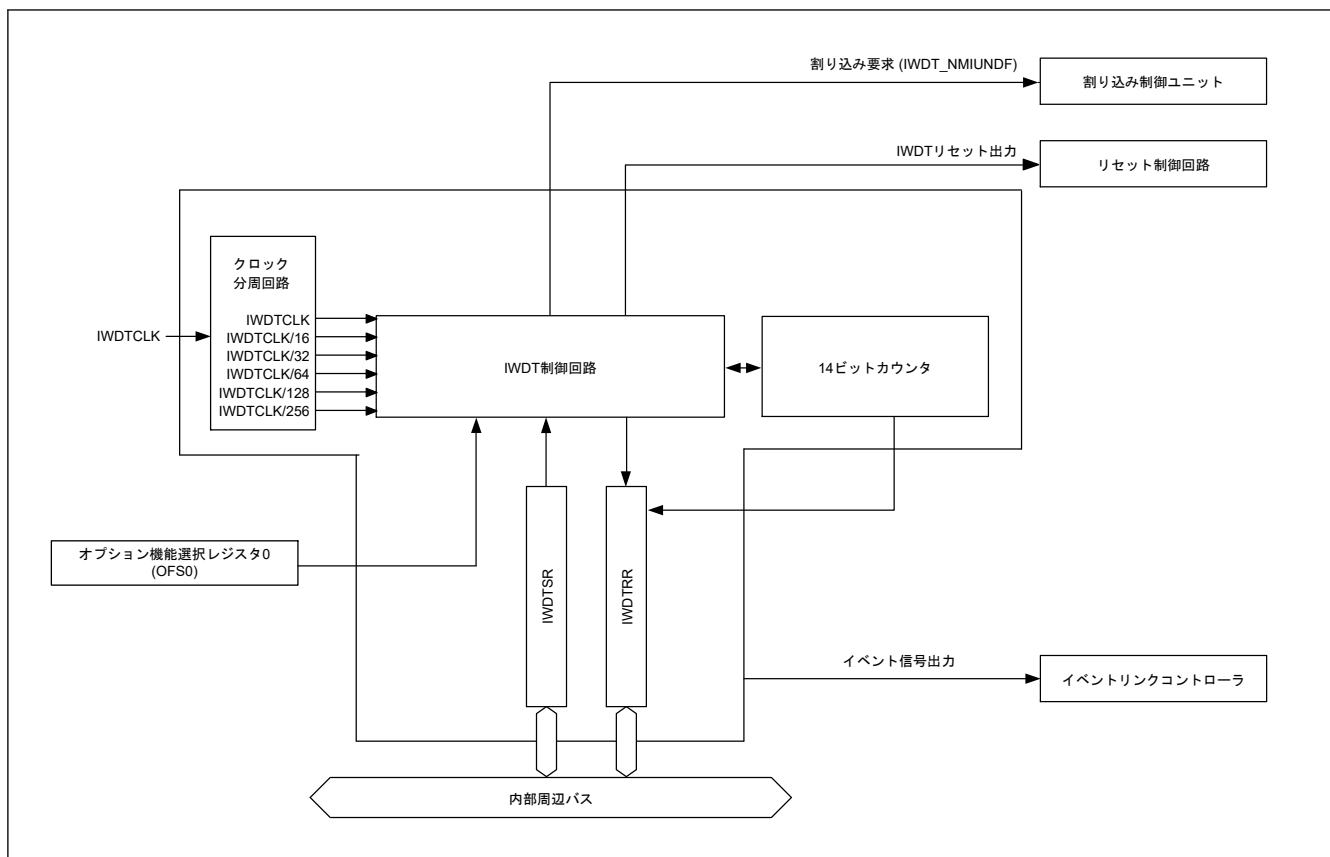 割り込み要求 (IWDT_NMIUNDF)
割り込み制御ユニット
IWDTリセット出力
リセット制御回路
クロック
分周回路
IWDTCLK
IWDTCLK
IWDTCLK/16
IWDTCLK/32
IWDTCLK/64
IWDTCLK/128
IWDTCLK/256
IWDT制御回路
14ビットカウンタ
オプション機能選択レジスタ0
(OFS0)
IWDTSR
IWDTRR
イベント信号出力
イベントリンクコントローラ
内部周辺バス